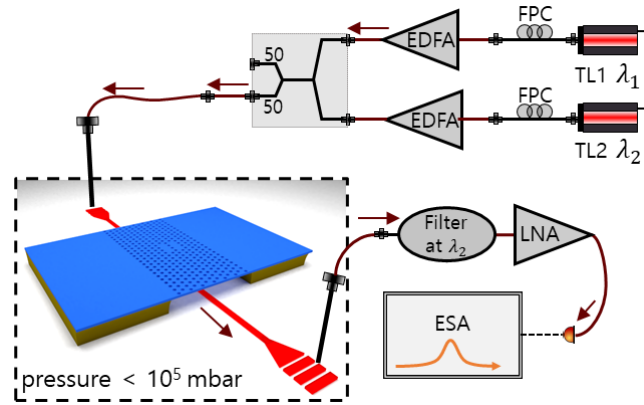 FPC
EDFA
TL1 λ₁
50
50
FPC
EDFA
TL2 λ₂
Filter
at λ₂
LNA
ESA
pressure < 10⁵ mbar